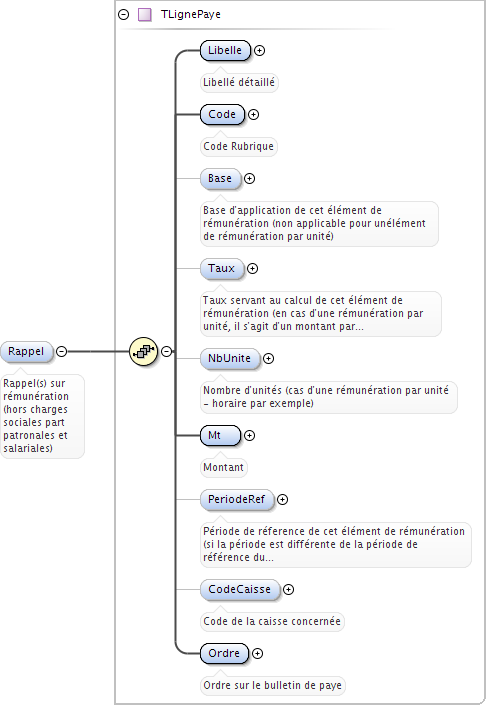 TLignePaye
Libelle
Libellé détaillé
Code
Code Rubrique
Base
Base d'application de cet élément de
rémunération (non applicable pour unélément
de rémunération par unité)
Taux
Taux servant au calcul de cet élément de
rémunération (en cas d'une rémunération par
unité, il s'agit d'un montant par...
Rappel
Rappel(s) sur
rémunération
(hors charges
sociales part
patronales et
salariales)
NbUnite
Nombre d'unités (cas d'une rémunération par unité
– horaire par exemple)
Mt
Montant
PeriodeRef
Période de réference de cet élément de rémunération
(si la période est différente de la période de
référence du...
CodeCaisse
Code de la caisse concernée
Ordre
Ordre sur le bulletin de paye